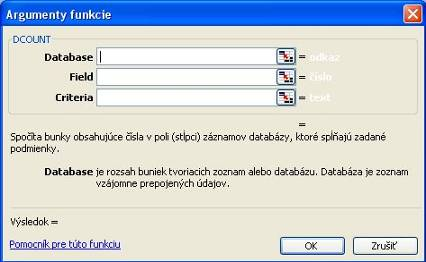 Argumenty funkcie
DCOUNT
Database = odkaz
Field = číslo
Criteria = text
=
Spočíta bunky obsahujúce čísla v poli (stĺpci) záznamov databázy, ktoré spĺňajú zadané
podmienky.
Database je rozsah buniek tvoriacich zoznam alebo databázu. Databáza je zoznam
vzájomne prepojených údajov.
Výsledok =
Pomocník pre túto funkciu
OK
Zrušiť